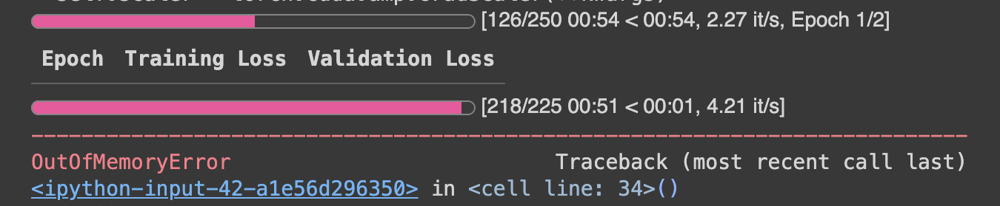 [126/250 00:54 < 00:54, 2.27 it/s, Epoch 1/2]
Epoch Training Loss Validation Loss
[218/225 00:51 < 00:01, 4.21 it/s]
---------------------------------------------------------------------------
OutOfMemoryError Traceback (most recent call last)
<ipython-input-42-a1e56d296350> in <cell line: 34>()